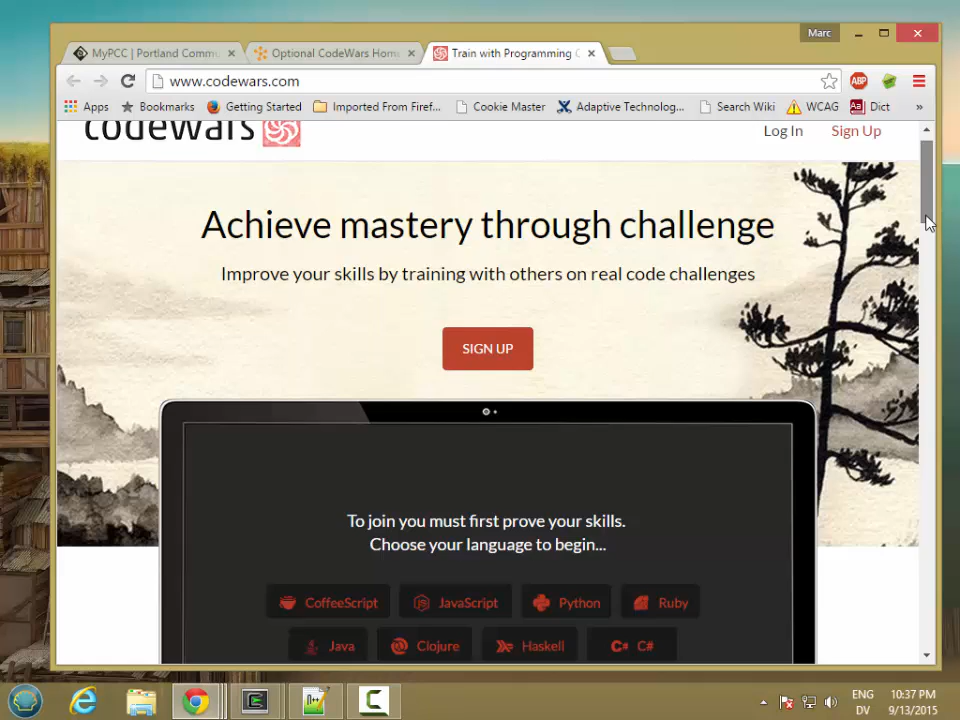 Marc
MyPCC | Portland Commu
Optional CodeWars Hom
Train with Programming C
www.codewars.com
ABP
Apps
Bookmarks
Getting Started
Imported From Firef...
Cookie Master
Adaptive Technolog...
Search Wiki
WCAG
Dict
»
codewars
Log In
Sign Up
Achieve mastery through challenge
Improve your skills by training with others on real code challenges
SIGN UP
To join you must first prove your skills.
Choose your language to begin...
CoffeeScript
JavaScript
Python
Ruby
Java
Clojure
Haskell
C# C#
ENG
10:37 PM
DV
9/13/2015